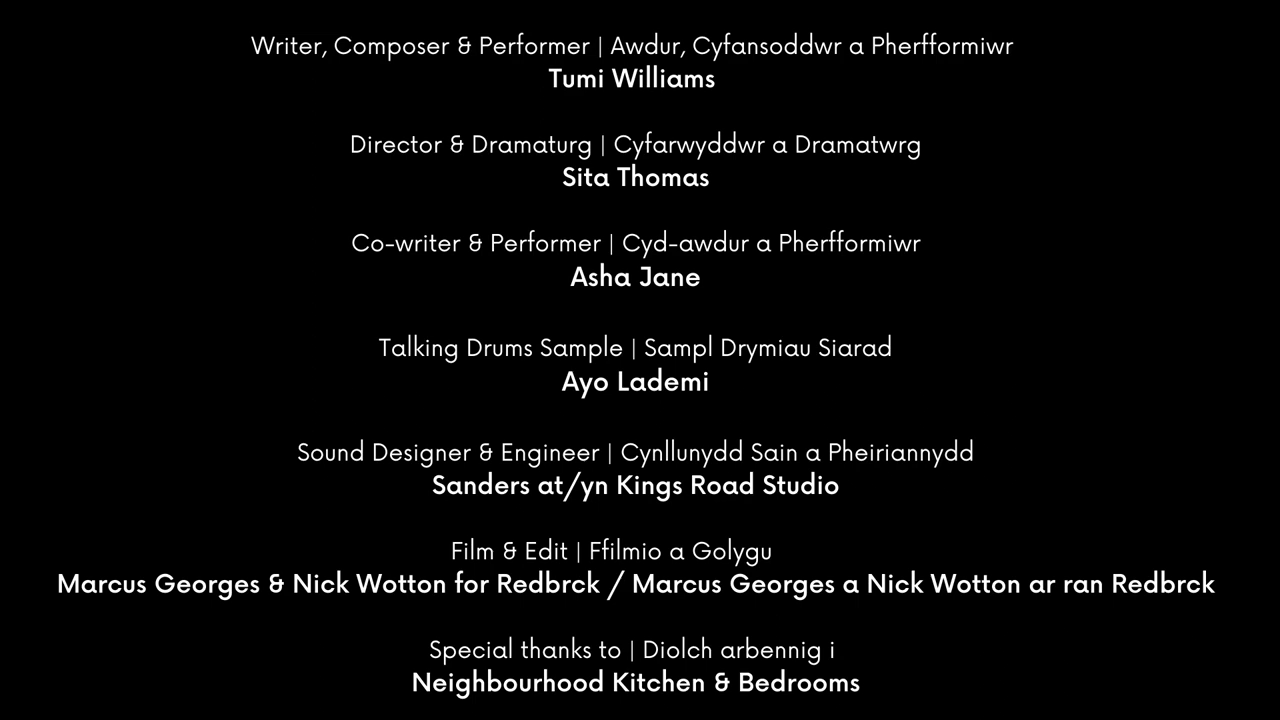 Writer, Composer & Performer | Awdur, Cyfansoddwr a Pherfformiwr
Tumi Williams
Director & Dramaturg | Cyfarwyddwr a Dramatwrg
Sita Thomas
Co-writer & Performer | Cyd-awdur a Pherfformiwr
Asha Jane
Talking Drums Sample | Sampl Drymiau Siarad
Ayo Lademi
Sound Designer & Engineer | Cynllunydd Sain a Pheiriannydd
Sanders at/yn Kings Road Studio
Film & Edit | Ffilmio a Golygu
Marcus Georges & Nick Wotton for Redbrck / Marcus Georges a Nick Wotton ar ran Redbrck
Special thanks to | Diolch arbennig i
Neighbourhood Kitchen & Bedrooms